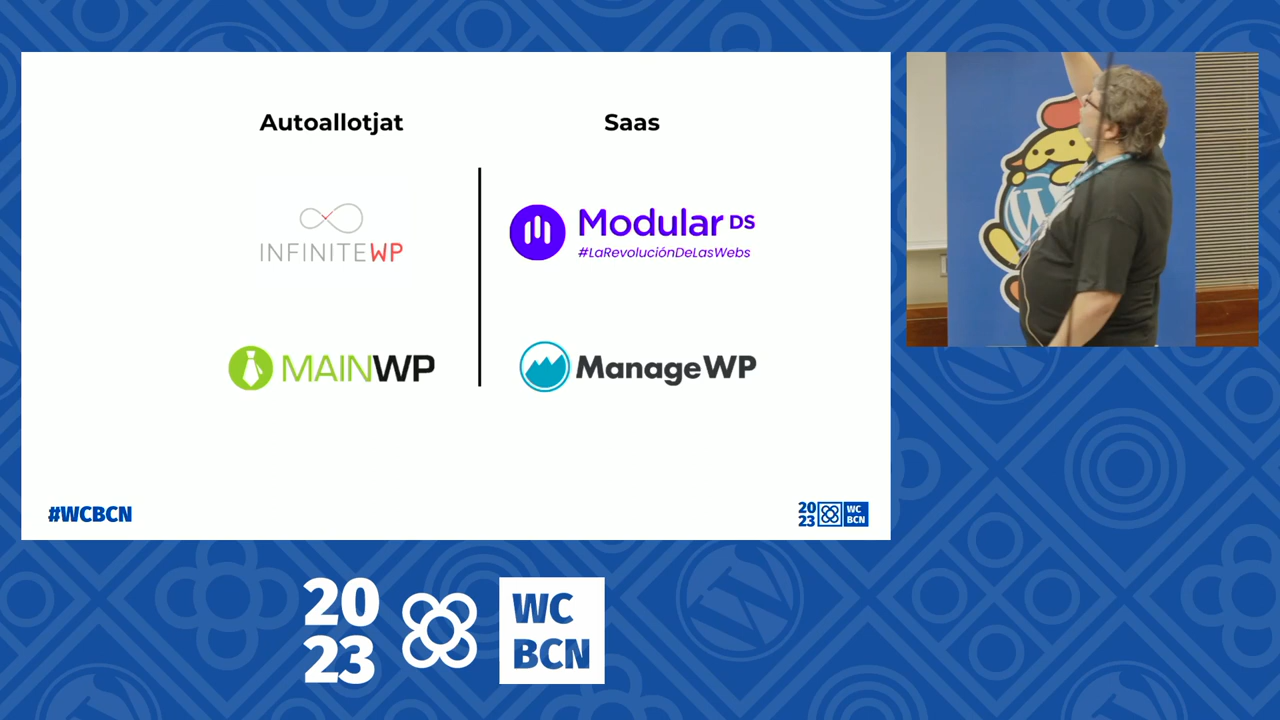 Autoallotjat
Saas
INFINITEWP
Modular DS
#LaRevoluciónDeLasWebs
MAINWP
ManageWP
#WCBCN
20
23
WC
BCN
20
23
WC
BCN